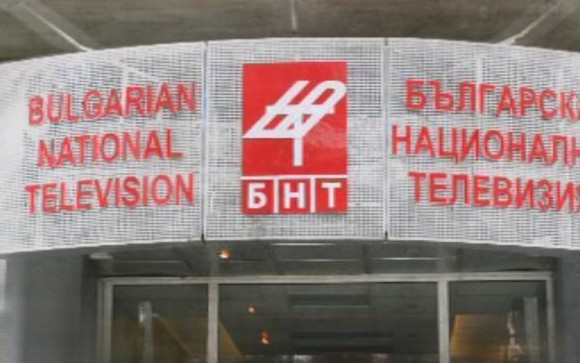 BULGARIAN
NATIONAL
TELEVISION
БНТ
БЪЛГАРСК
НАЦИОНАЛН
ТЕЛЕВИЗИ